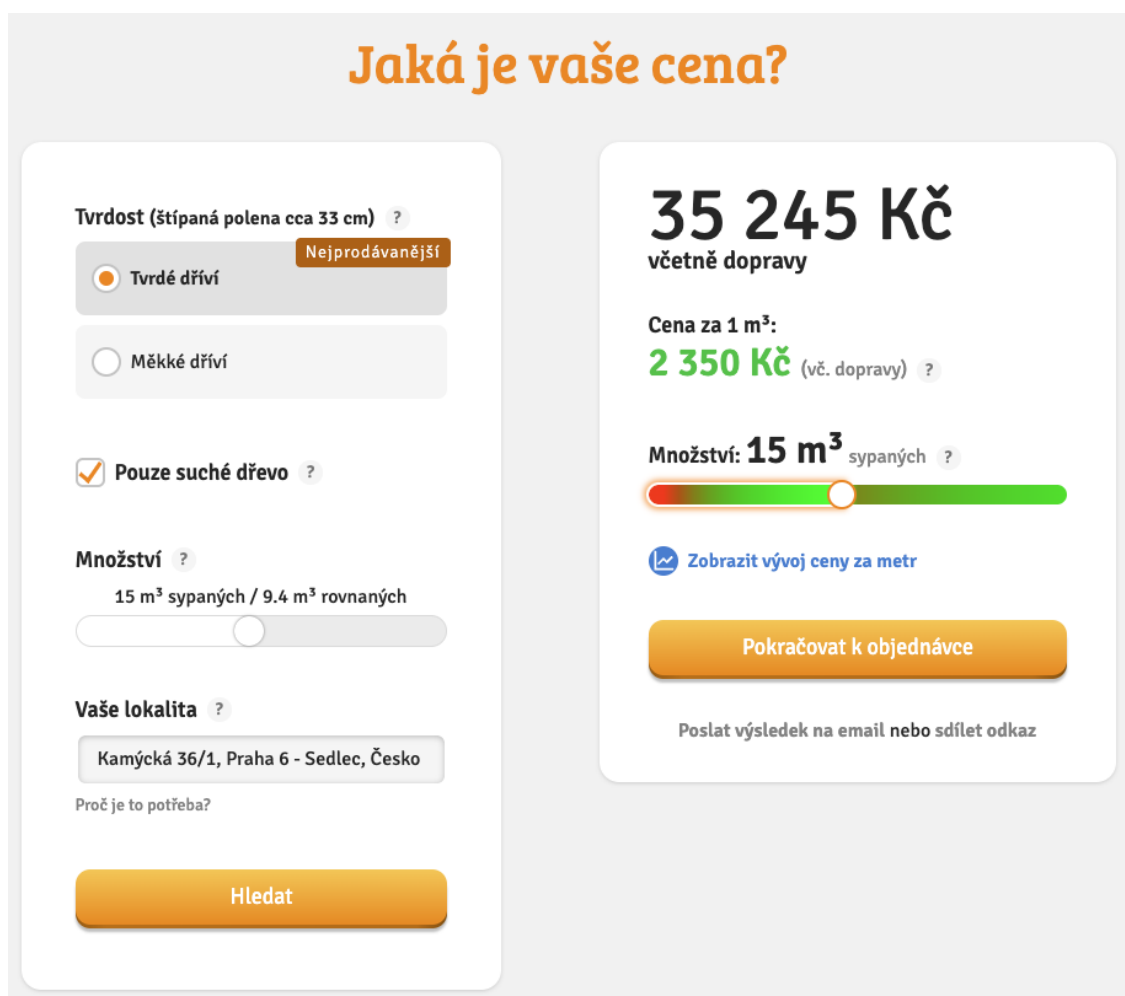 Jaká je vaše cena?
Tvrdost (štípaná polena cca 33 cm) ?
Nejprodávanější
Tvrdé dříví
Měkké dříví
Pouze suché dřevo ?
Množství ?
15 m³ sypaných / 9.4 m³ rovnaných
Vaše lokalita ?
Kamýcká 36/1, Praha 6 - Sedlec, Česko
Proč je to potřeba?
Hledat
35 245 Kč
včetně dopravy
Cena za 1 m³:
2 350 Kč (vč. dopravy) ?
Množství: 15 m³ sypaných ?
Zobrazit vývoj ceny za metr
Pokračovat k objednávce
Poslat výsledek na email nebo sdílet odkaz